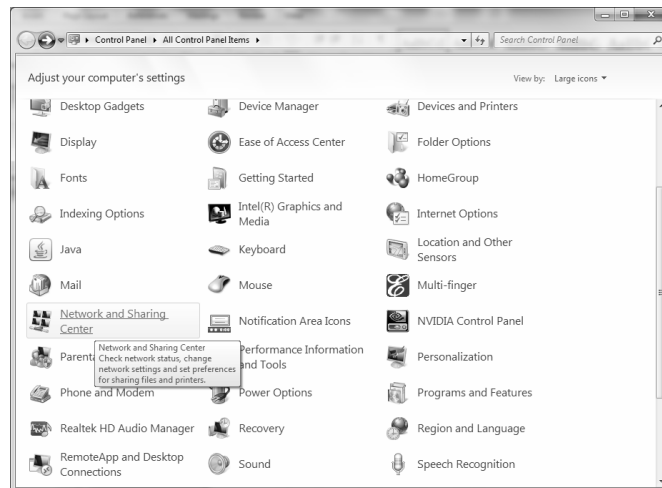 Control Panel ▸ All Control Panel Items ▸
Search Control Panel
Adjust your computer's settings
View by: Large icons
Desktop Gadgets
Device Manager
Devices and Printers
Display
Ease of Access Center
Folder Options
Fonts
Getting Started
HomeGroup
Indexing Options
Intel(R) Graphics and
Media
Internet Options
Java
Keyboard
Location and Other
Sensors
Mail
Mouse
Multi-finger
Network and Sharing
Center
Notification Area Icons
NVIDIA Control Panel
Network and Sharing Center
Check network status, change
network settings and set preferences
for sharing files and printers.
Performance Information
and Tools
Personalization
Phone and Modem
Power Options
Programs and Features
Realtek HD Audio Manager
Recovery
Region and Language
RemoteApp and Desktop
Connections
Sound
Speech Recognition